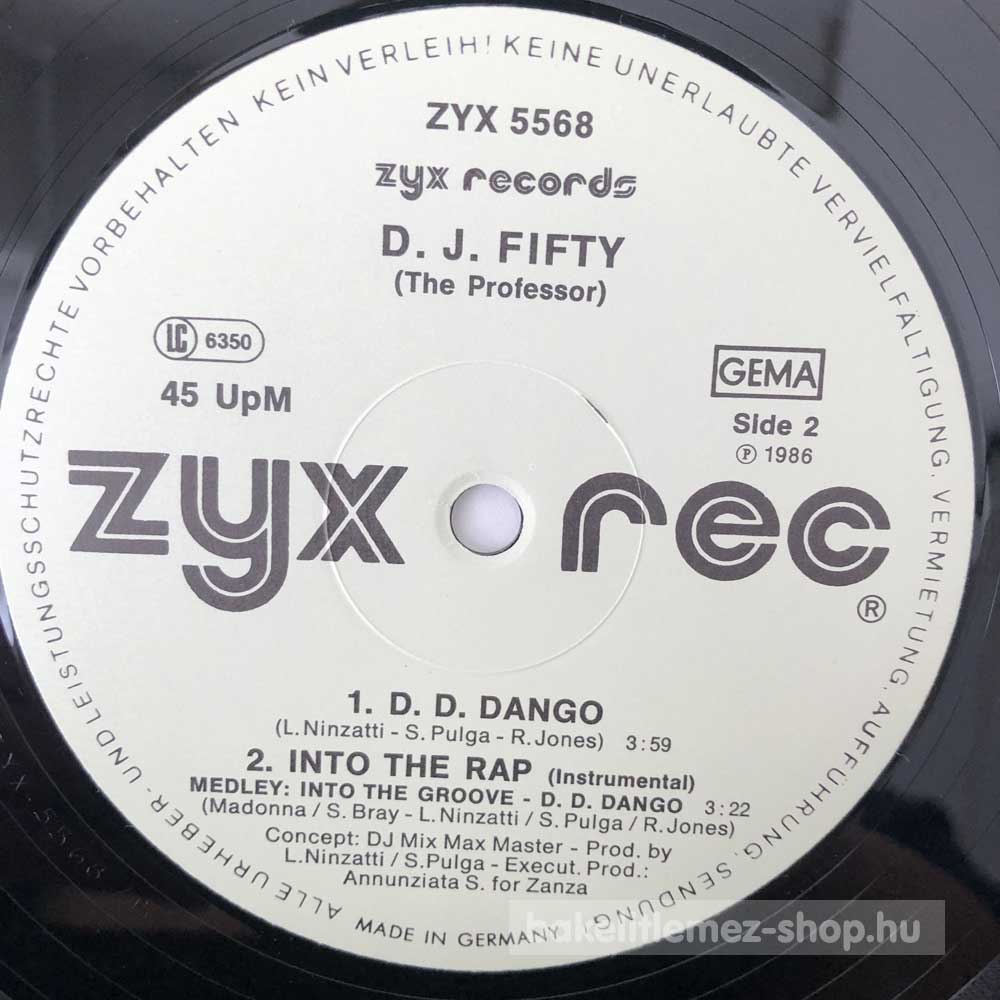 ALLE URHEBER- UND LEISTUNGSSCHUTZRECHTE VORBEHALTEN KEIN VERLEIH! KEINE UNERLAUBTE VERVIELFÄLTIGUNG, VERMIETUNG, AUFFÜHRUNG, SENDUNG
ZYX 5568
zyx records
D. J. FIFTY
(The Professor)
LC 6350
45 UpM
GEMA
Side 2
Ⓟ 1986
zyx rec
®
1. D. D. DANGO
(L. Ninzatti - S. Pulga - R. Jones) 3:59
2. INTO THE RAP (Instrumental)
MEDLEY: INTO THE GROOVE - D. D. DANGO 3:22
(Madonna / S. Bray - L. Ninzatti / S. Pulga / R. Jones)
Concept: DJ Mix Max Master - Prod. by
L. Ninzatti / S. Pulga - Execut. Prod.:
Annunziata S. for Zanza
MADE IN GERMANY
bakelitlemez-shop.hu